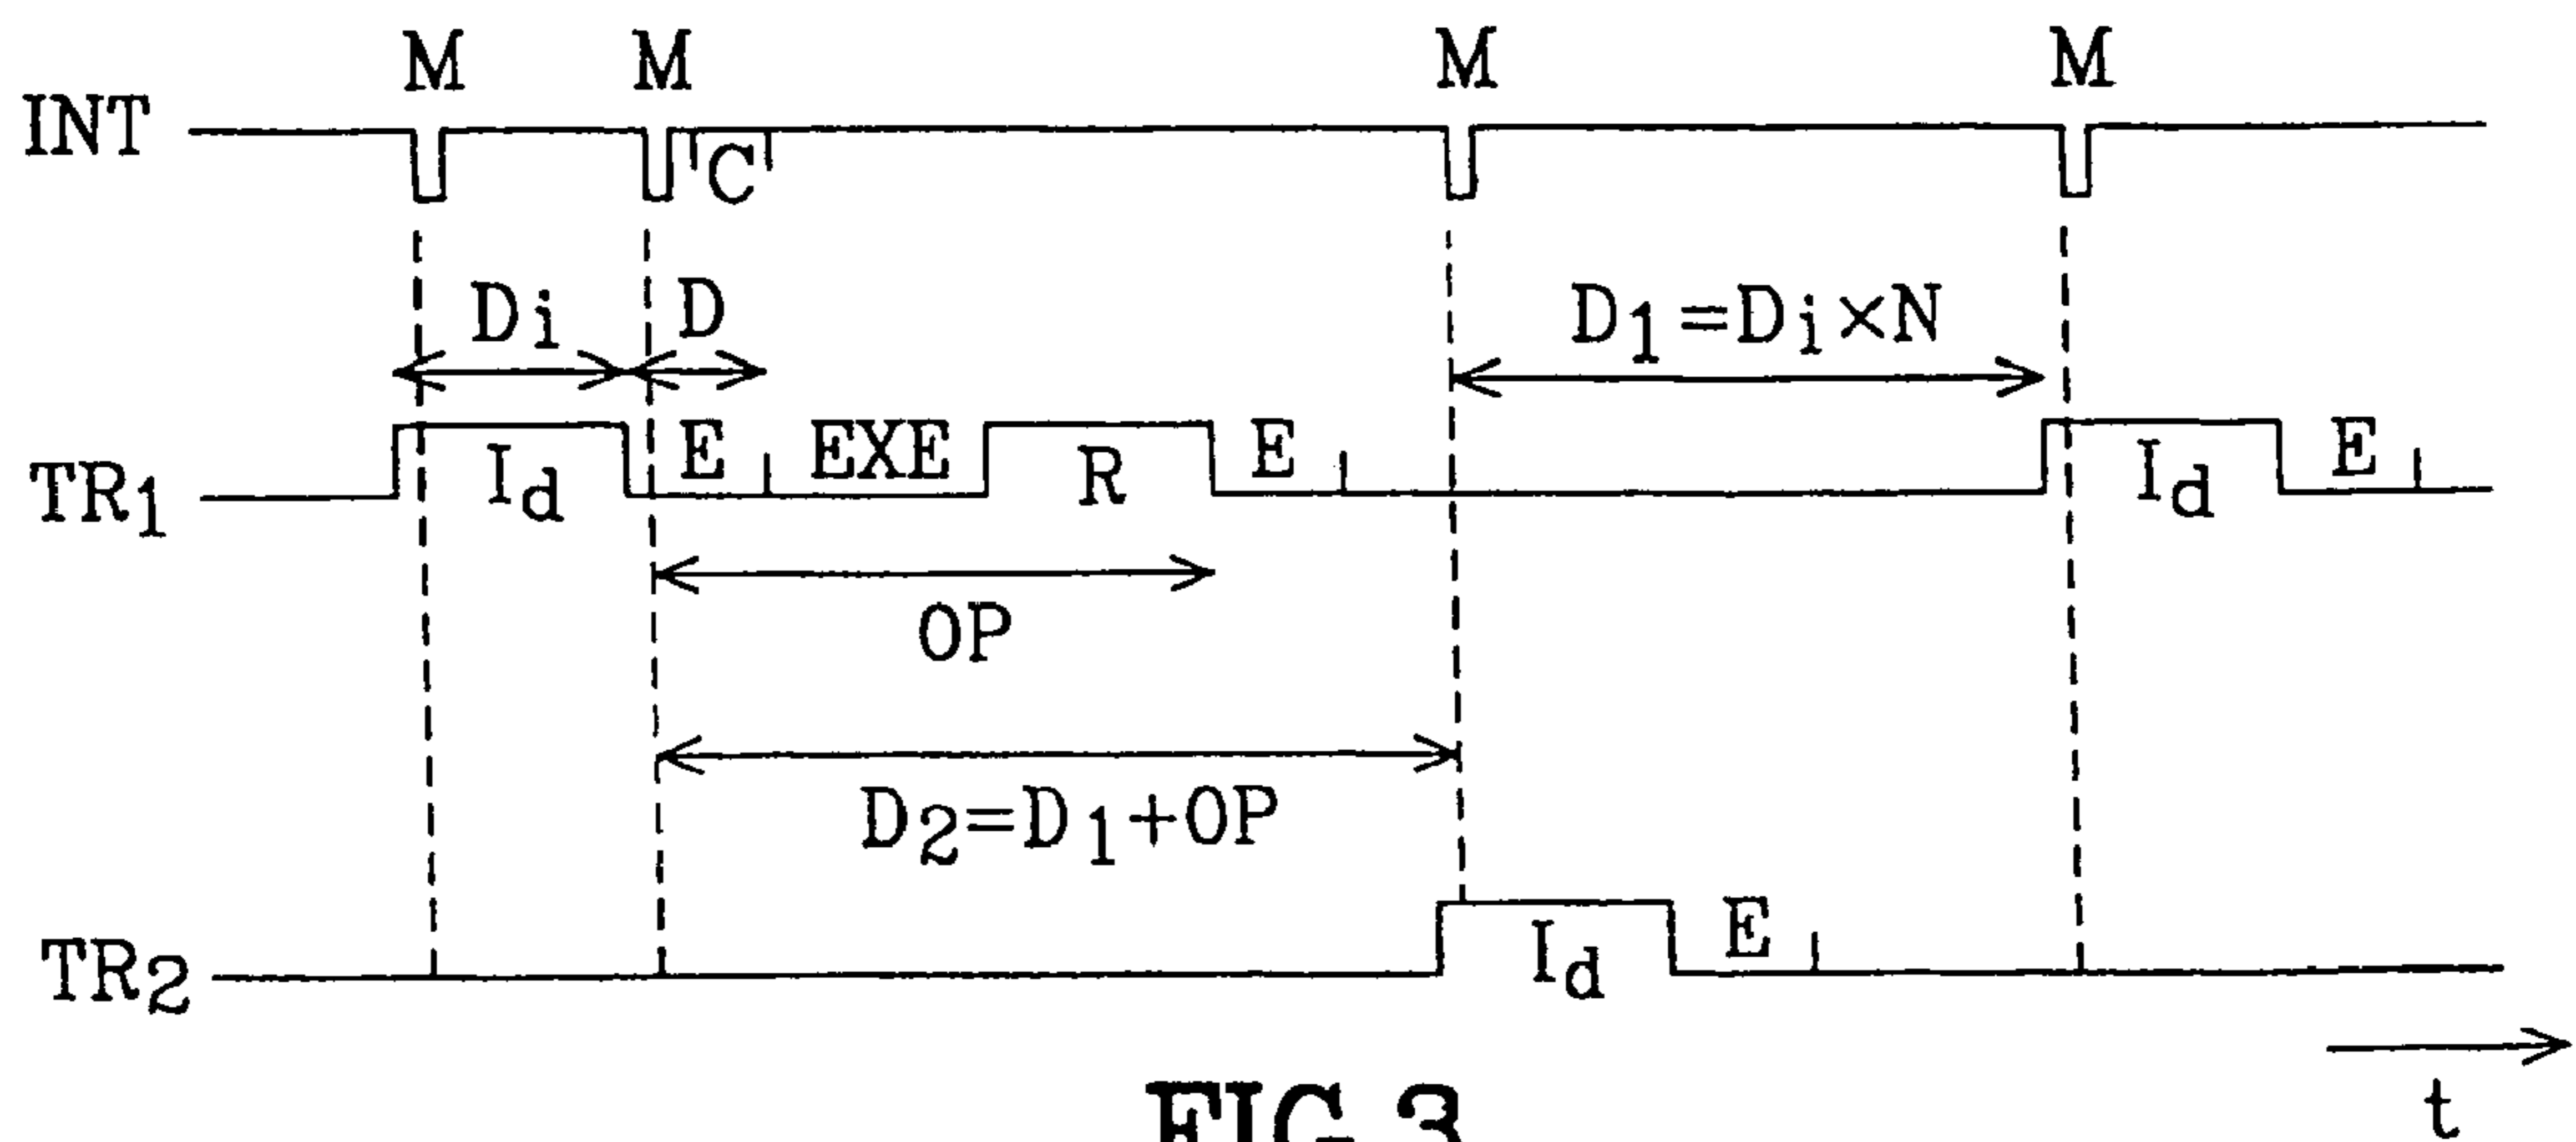 M M M M
INT
C
Di D D1=Di×N
TR1 Id E EXE R E Id E
OP
D2=D1+OP
TR2 Id E
t
FIG.3